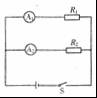 A₁ R₁
A₂ R₂
S